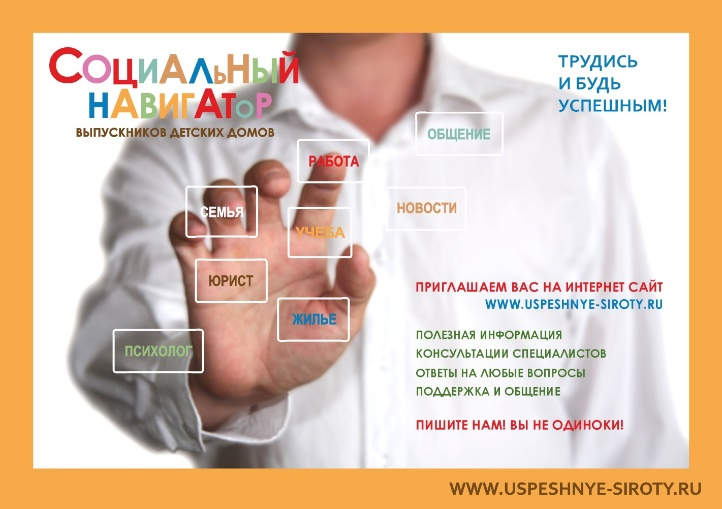 СОЦИАЛЬНЫЙ
НАВИГАТОР
ВЫПУСКНИКОВ ДЕТСКИХ ДОМОВ
ТРУДИСЬ
И БУДЬ
УСПЕШНЫМ!
ОБЩЕНИЕ
РАБОТА
СЕМЬЯ
НОВОСТИ
УЧЕБА
ЮРИСТ
ЖИЛЬЕ
ПСИХОЛОГ
ПРИГЛАШАЕМ ВАС НА ИНТЕРНЕТ САЙТ
WWW.USPESHNYE-SIROTY.RU
ПОЛЕЗНАЯ ИНФОРМАЦИЯ
КОНСУЛЬТАЦИИ СПЕЦИАЛИСТОВ
ОТВЕТЫ НА ЛЮБЫЕ ВОПРОСЫ
ПОДДЕРЖКА И ОБЩЕНИЕ
ПИШИТЕ НАМ! ВЫ НЕ ОДИНОКИ!
WWW.USPESHNYE-SIROTY.RU